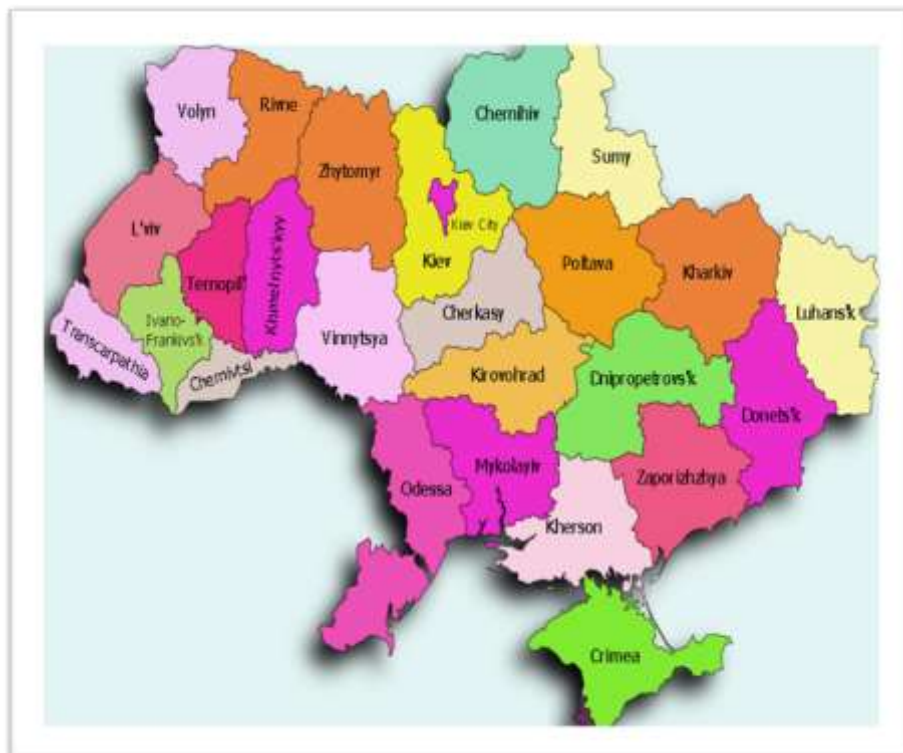 Volyn
Rivne
Zhytomyr
Chernihiv
Sumy
L'viv
Ternopil'
Khmel'nyts'kyy
Kiev City
Kiev
Poltava
Kharkiv
Luhans'k
Transcarpathia
Ivano-
Frankivs'k
Chernivtsi
Vinnytsya
Cherkasy
Kirovohrad
Dnipropetrovs'k
Donets'k
Odessa
Mykolayiv
Zaporizhzhya
Kherson
Crimea